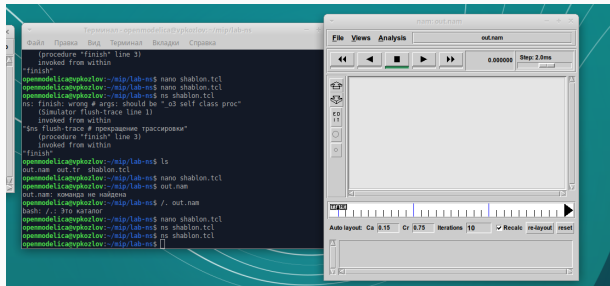 Терминал - openmodelica@vpkozlov:~/mip/lab-ns
Файл Правка Вид Терминал Вкладки Справка
(procedure "finish" line 3)
invoked from within
"finish"
openmodelica@vpkozlov:~/mip/lab-ns$ nano shablon.tcl
openmodelica@vpkozlov:~/mip/lab-ns$ nano shablon.tcl
openmodelica@vpkozlov:~/mip/lab-ns$ ns shablon.tcl
ns: finish: wrong # args: should be "_o3 self class proc"
(Simulator flush-trace line 1)
invoked from within
"$ns flush-trace # прекращение трассировки"
(procedure "finish" line 3)
invoked from within
"finish"
openmodelica@vpkozlov:~/mip/lab-ns$ ls
out.nam out.tr shablon.tcl
openmodelica@vpkozlov:~/mip/lab-ns$ out.nam
out.nam: команда не найдена
openmodelica@vpkozlov:~/mip/lab-ns$ /. out.nam
bash: /.: Это каталог
openmodelica@vpkozlov:~/mip/lab-ns$ nano shablon.tcl
openmodelica@vpkozlov:~/mip/lab-ns$ ns shablon.tcl
openmodelica@vpkozlov:~/mip/lab-ns$ ns shablon.tcl
openmodelica@vpkozlov:~/mip/lab-ns$
nam: out.nam
File Views Analysis out.nam
0.000000 Step: 2.0ms
ED
IT
TIME
Auto layout: Ca 0.15 Cr 0.75 Iterations 10 Recalc re-layout reset